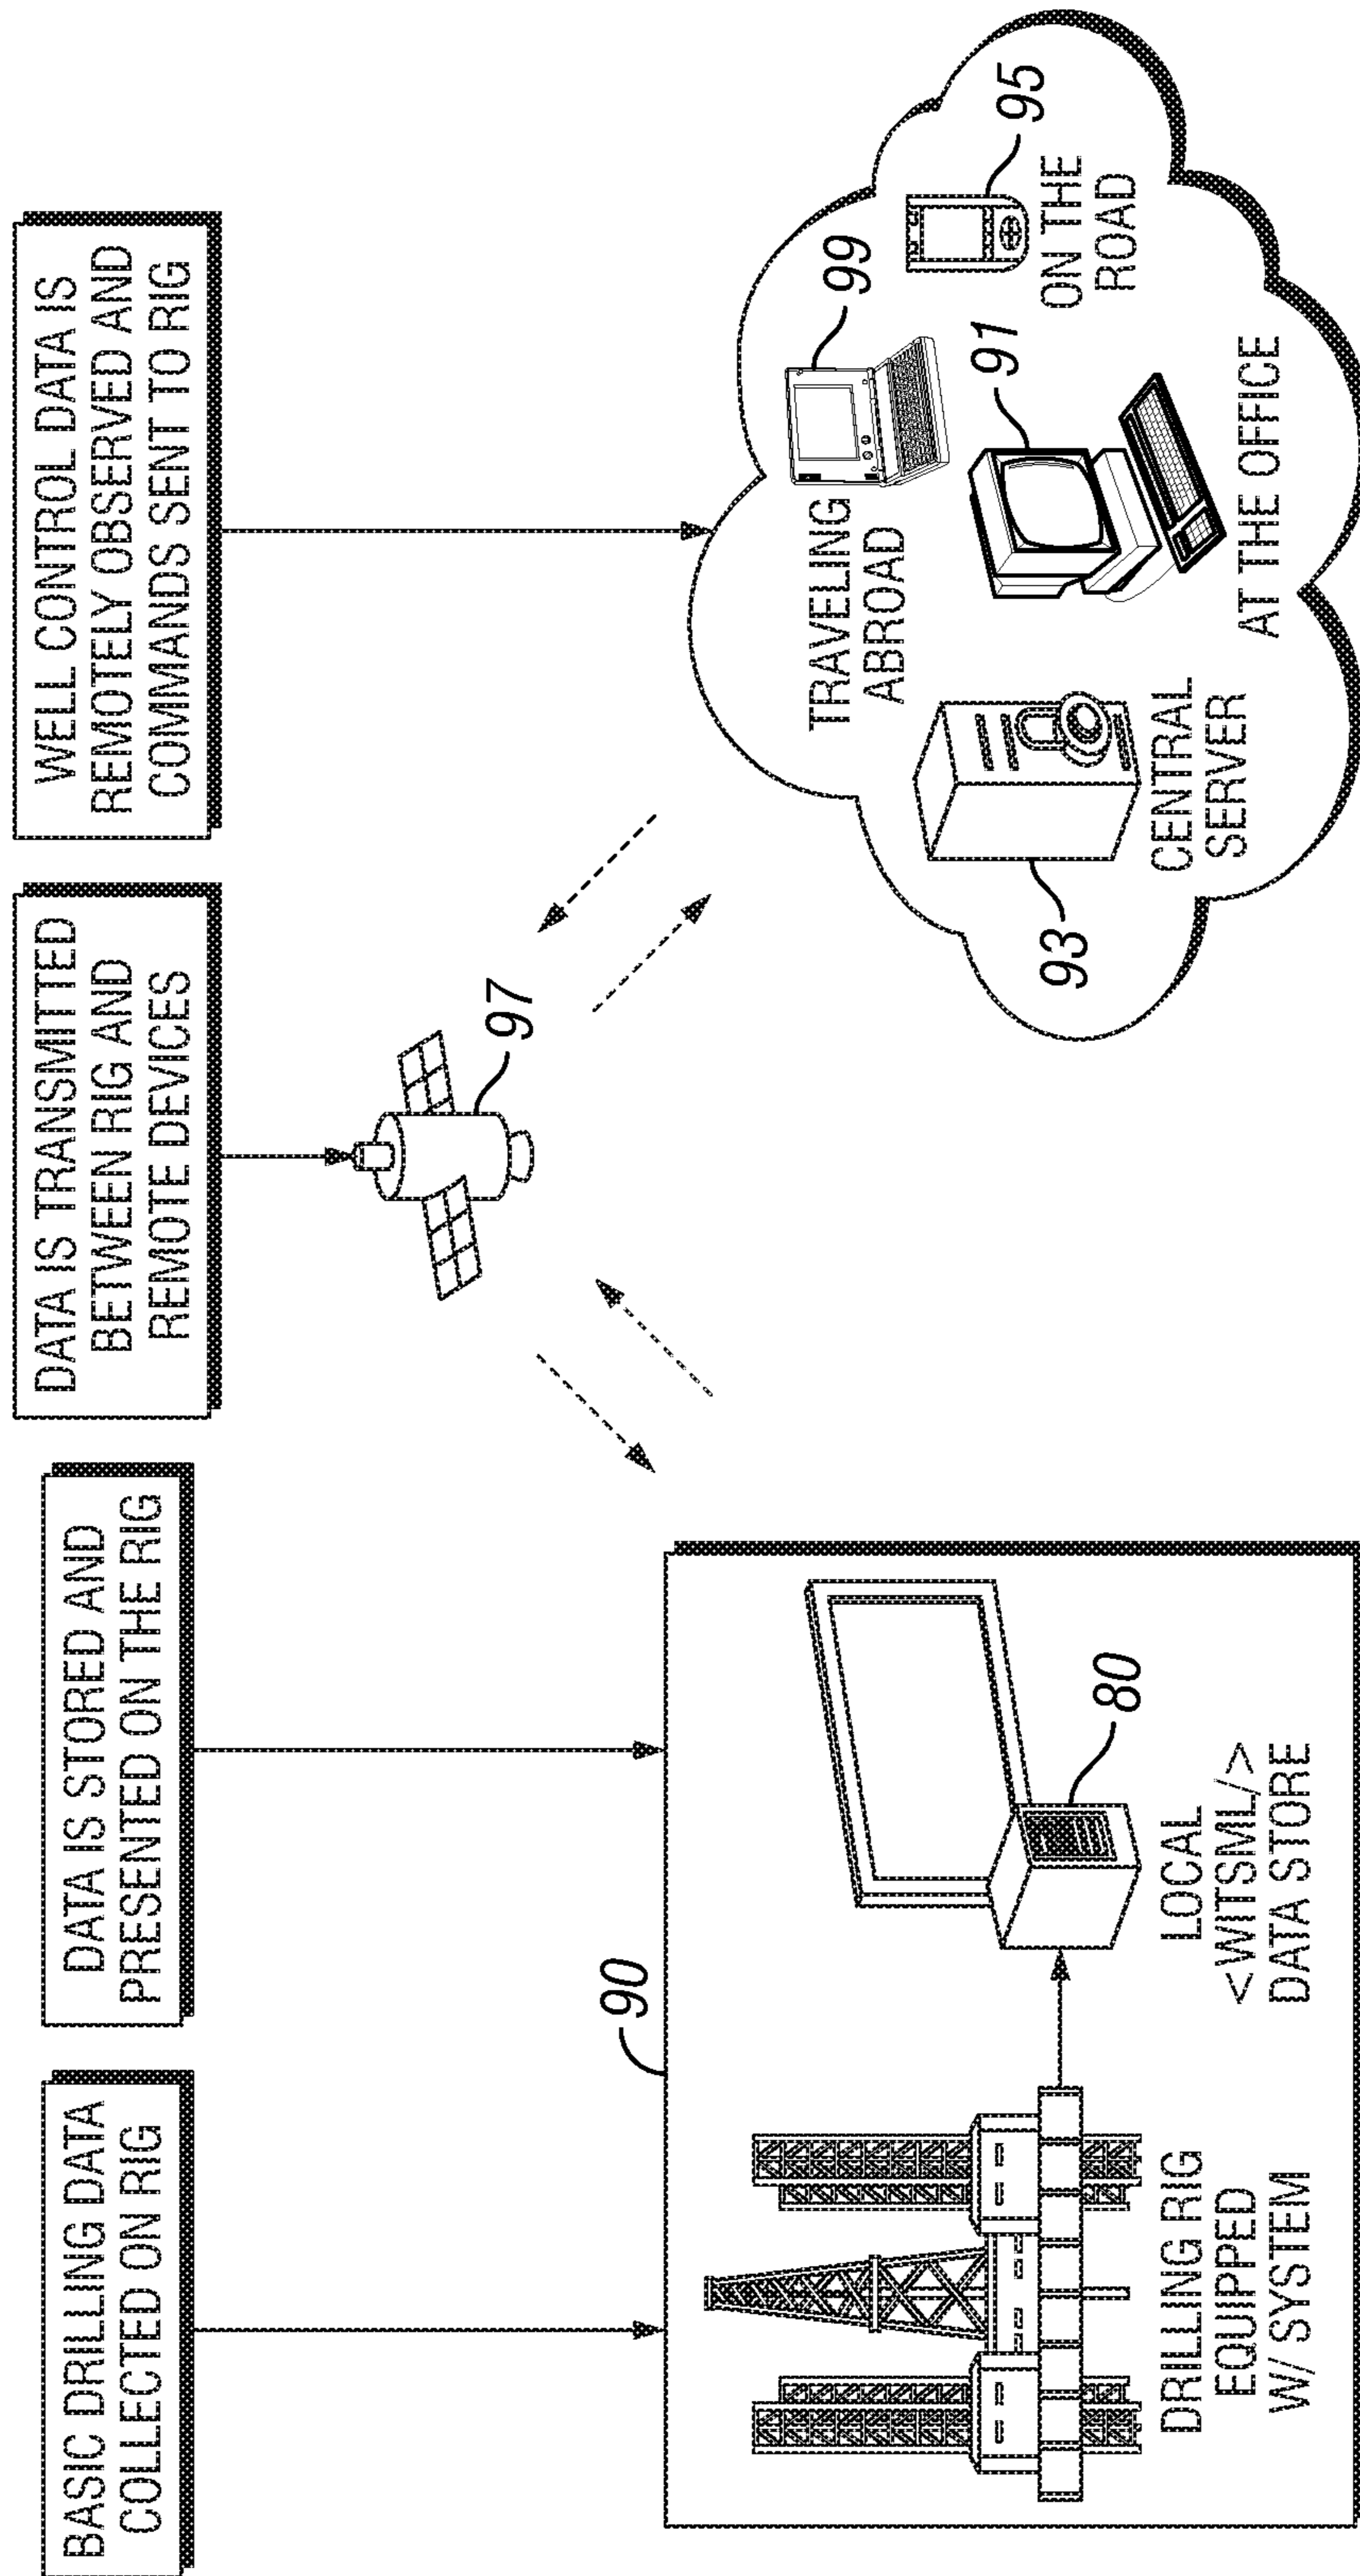 BASIC DRILLING DATA
COLLECTED ON RIG
DATA IS STORED AND
PRESENTED ON THE RIG
DATA IS TRANSMITTED
BETWEEN RIG AND
REMOTE DEVICES
WELL CONTROL DATA IS
REMOTELY OBSERVED AND
COMMANDS SENT TO RIG
90
97
80
DRILLING RIG
EQUIPPED
W/ SYSTEM
LOCAL
<WITSML/>
DATA STORE
93
CENTRAL
SERVER
TRAVELING
ABROAD
99
91
AT THE OFFICE
95
ON THE
ROAD